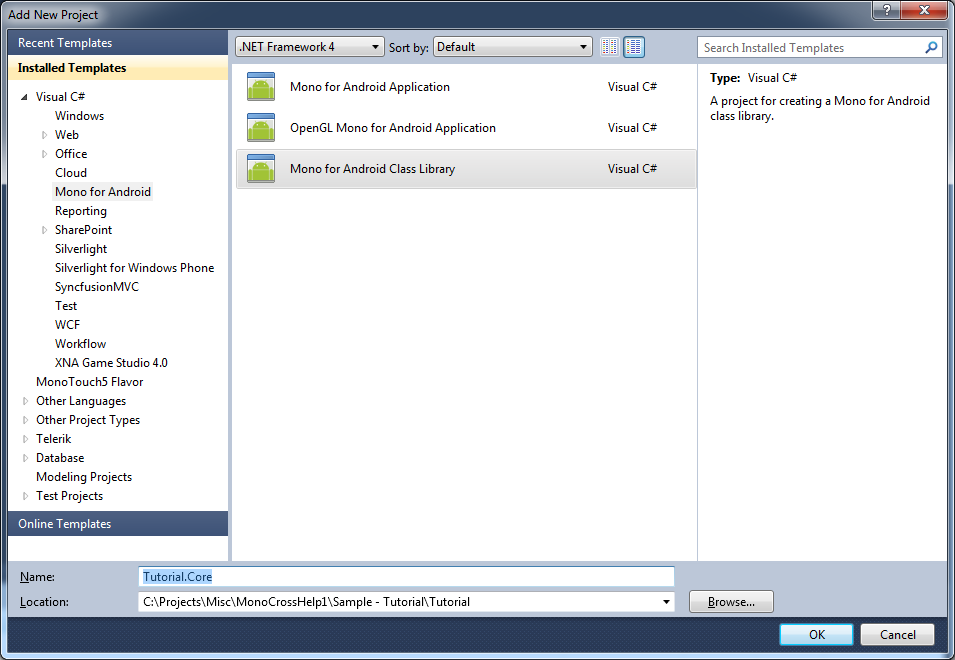 Add New Project
?
Recent Templates
Installed Templates
Visual C#
Windows
Web
Office
Cloud
Mono for Android
Reporting
SharePoint
Silverlight
Silverlight for Windows Phone
SyncfusionMVC
Test
WCF
Workflow
XNA Game Studio 4.0
MonoTouch5 Flavor
Other Languages
Other Project Types
Telerik
Database
Modeling Projects
Test Projects
Online Templates
.NET Framework 4 Sort by: Default
Mono for Android Application Visual C#
OpenGL Mono for Android Application Visual C#
Mono for Android Class Library Visual C#
Search Installed Templates
Type: Visual C#
A project for creating a Mono for Android
class library.
Name: Tutorial.Core
Location: C:\Projects\Misc\MonoCrossHelp1\Sample - Tutorial\Tutorial Browse...
OK Cancel